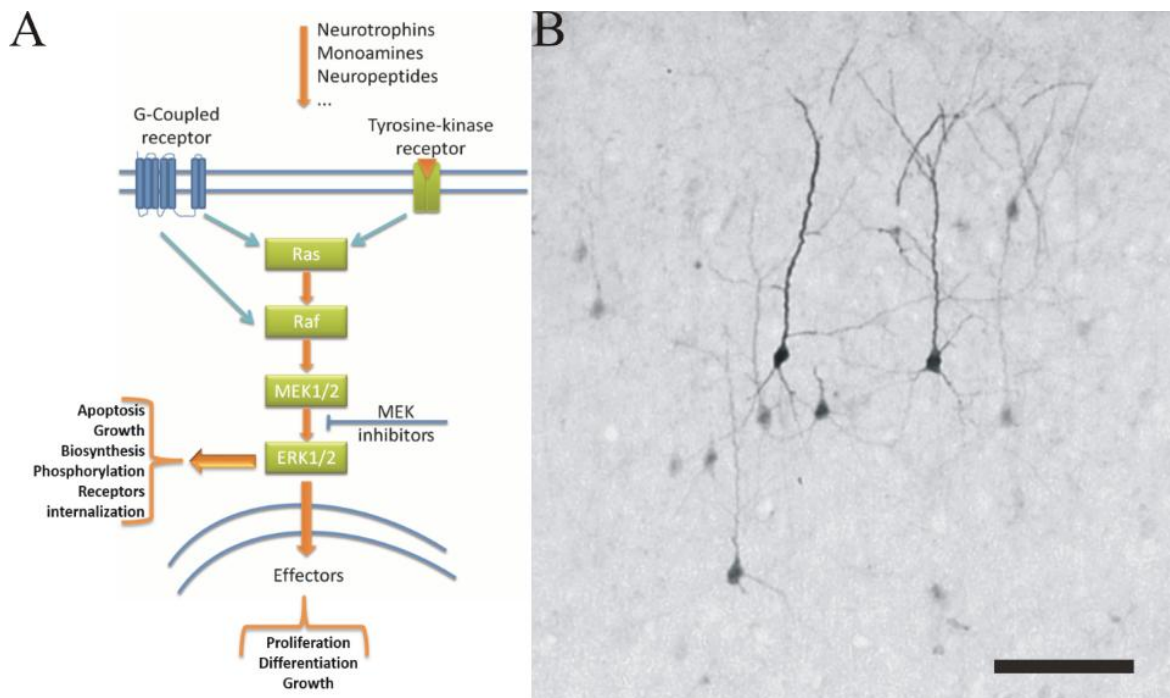 A
B
Neurotrophins
Monoamines
Neuropeptides
...
G-Coupled
receptor
Tyrosine-kinase
receptor
Ras
Raf
MEK1/2
MEK
inhibitors
ERK1/2
Apoptosis
Growth
Biosynthesis
Phosphorylation
Receptors
internalization
Effectors
Proliferation
Differentiation
Growth